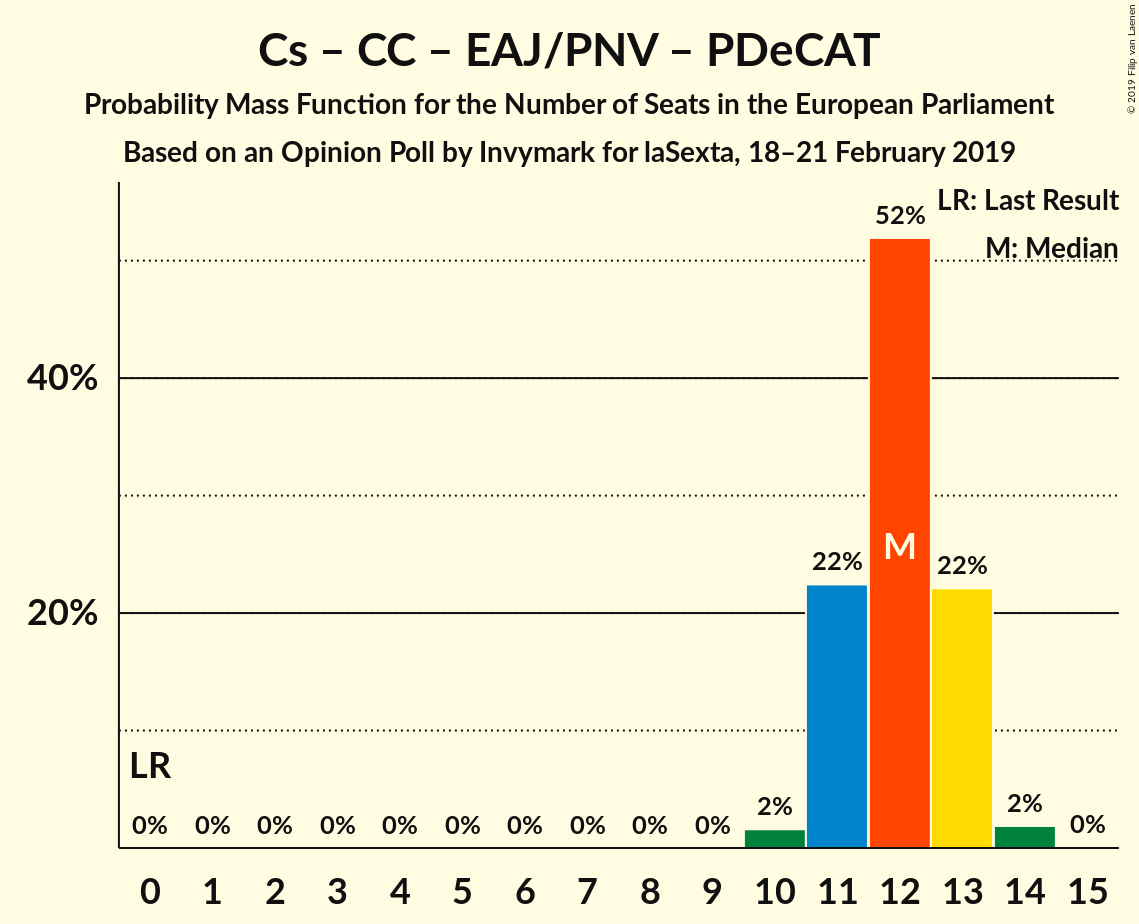 Cs – CC – EAJ/PNV – PDeCAT
Probability Mass Function for the Number of Seats in the European Parliament
Based on an Opinion Poll by Invymark for laSexta, 18–21 February 2019
© 2019 Filip van Laenen
LR: Last Result
M: Median
52%
40%
M
22%
22%
20%
LR
0% 0% 0% 0% 0% 0% 0% 0% 0% 0% 2% 2% 0%
0 1 2 3 4 5 6 7 8 9 10 11 12 13 14 15